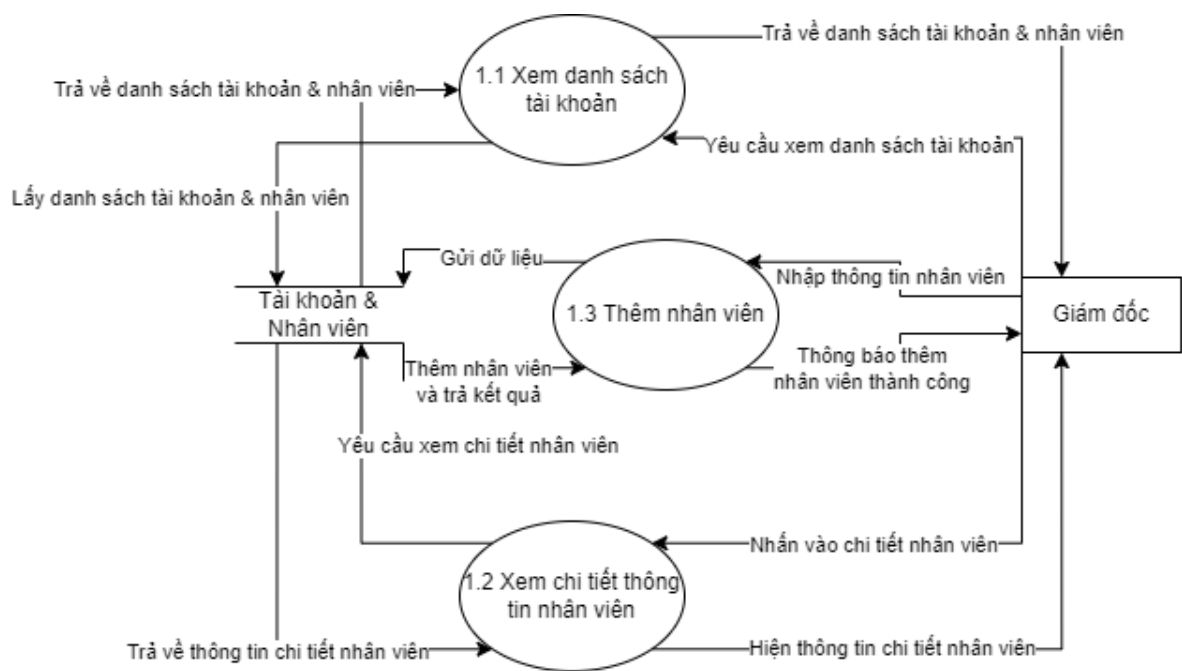 Trả về danh sách tài khoản & nhân viên
1.1 Xem danh sách
tài khoản
Trả về danh sách tài khoản & nhân viên
Yêu cầu xem danh sách tài khoản
Lấy danh sách tài khoản & nhân viên
Gửi dữ liệu
Nhập thông tin nhân viên
Tài khoản &
Nhân viên
1.3 Thêm nhân viên
Giám đốc
Thêm nhân viên
và trả kết quả
Thông báo thêm
nhân viên thành công
Yêu cầu xem chi tiết nhân viên
Nhấn vào chi tiết nhân viên
1.2 Xem chi tiết thông
tin nhân viên
Trả về thông tin chi tiết nhân viên
Hiện thông tin chi tiết nhân viên